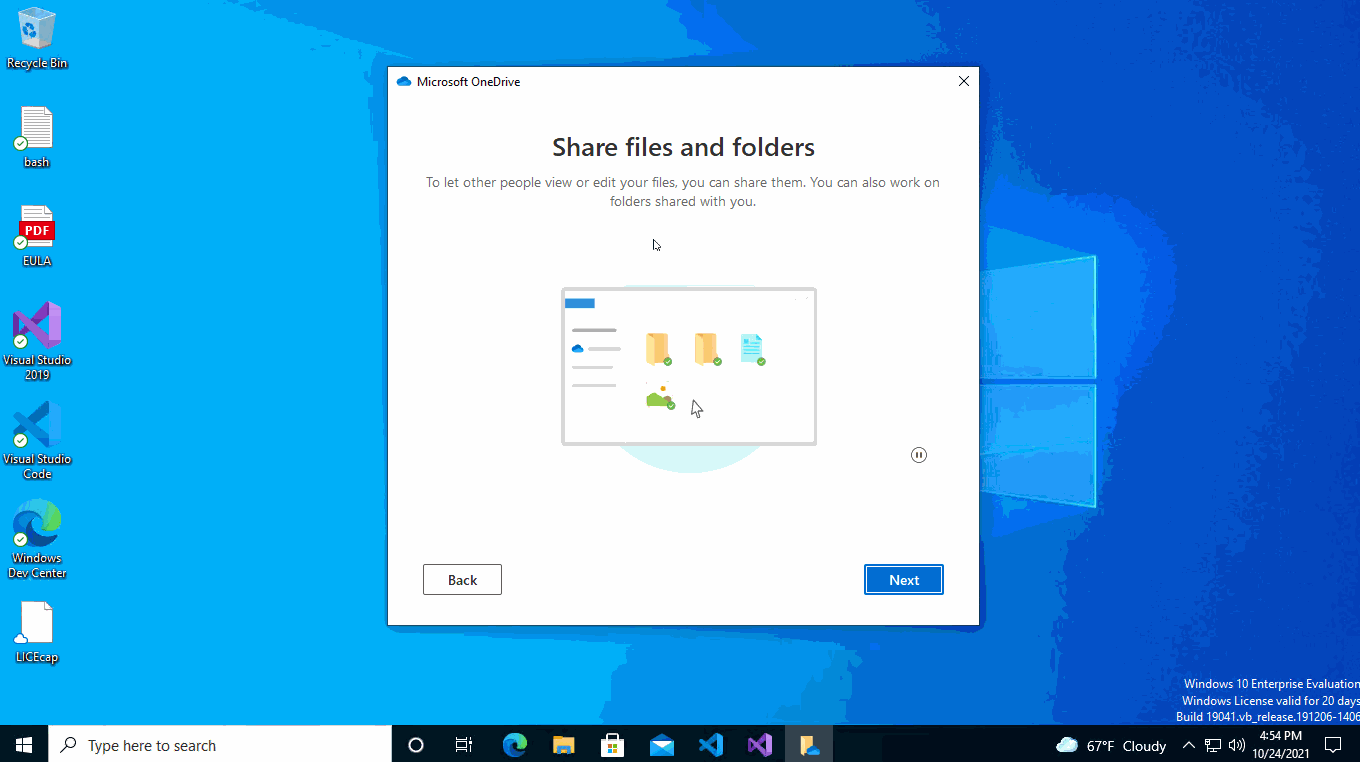 Recycle Bin
bash
PDF
EULA
Visual Studio
2019
Visual Studio
Code
Windows
Dev Center
LICEcap
Microsoft OneDrive
Share files and folders
To let other people view or edit your files, you can share them. You can also work on
folders shared with you.
Back
Next
Windows 10 Enterprise Evaluation
Windows License valid for 20 days
Build 19041.vb_release.191206-1406
Type here to search
67°F Cloudy
4:54 PM
10/24/2021